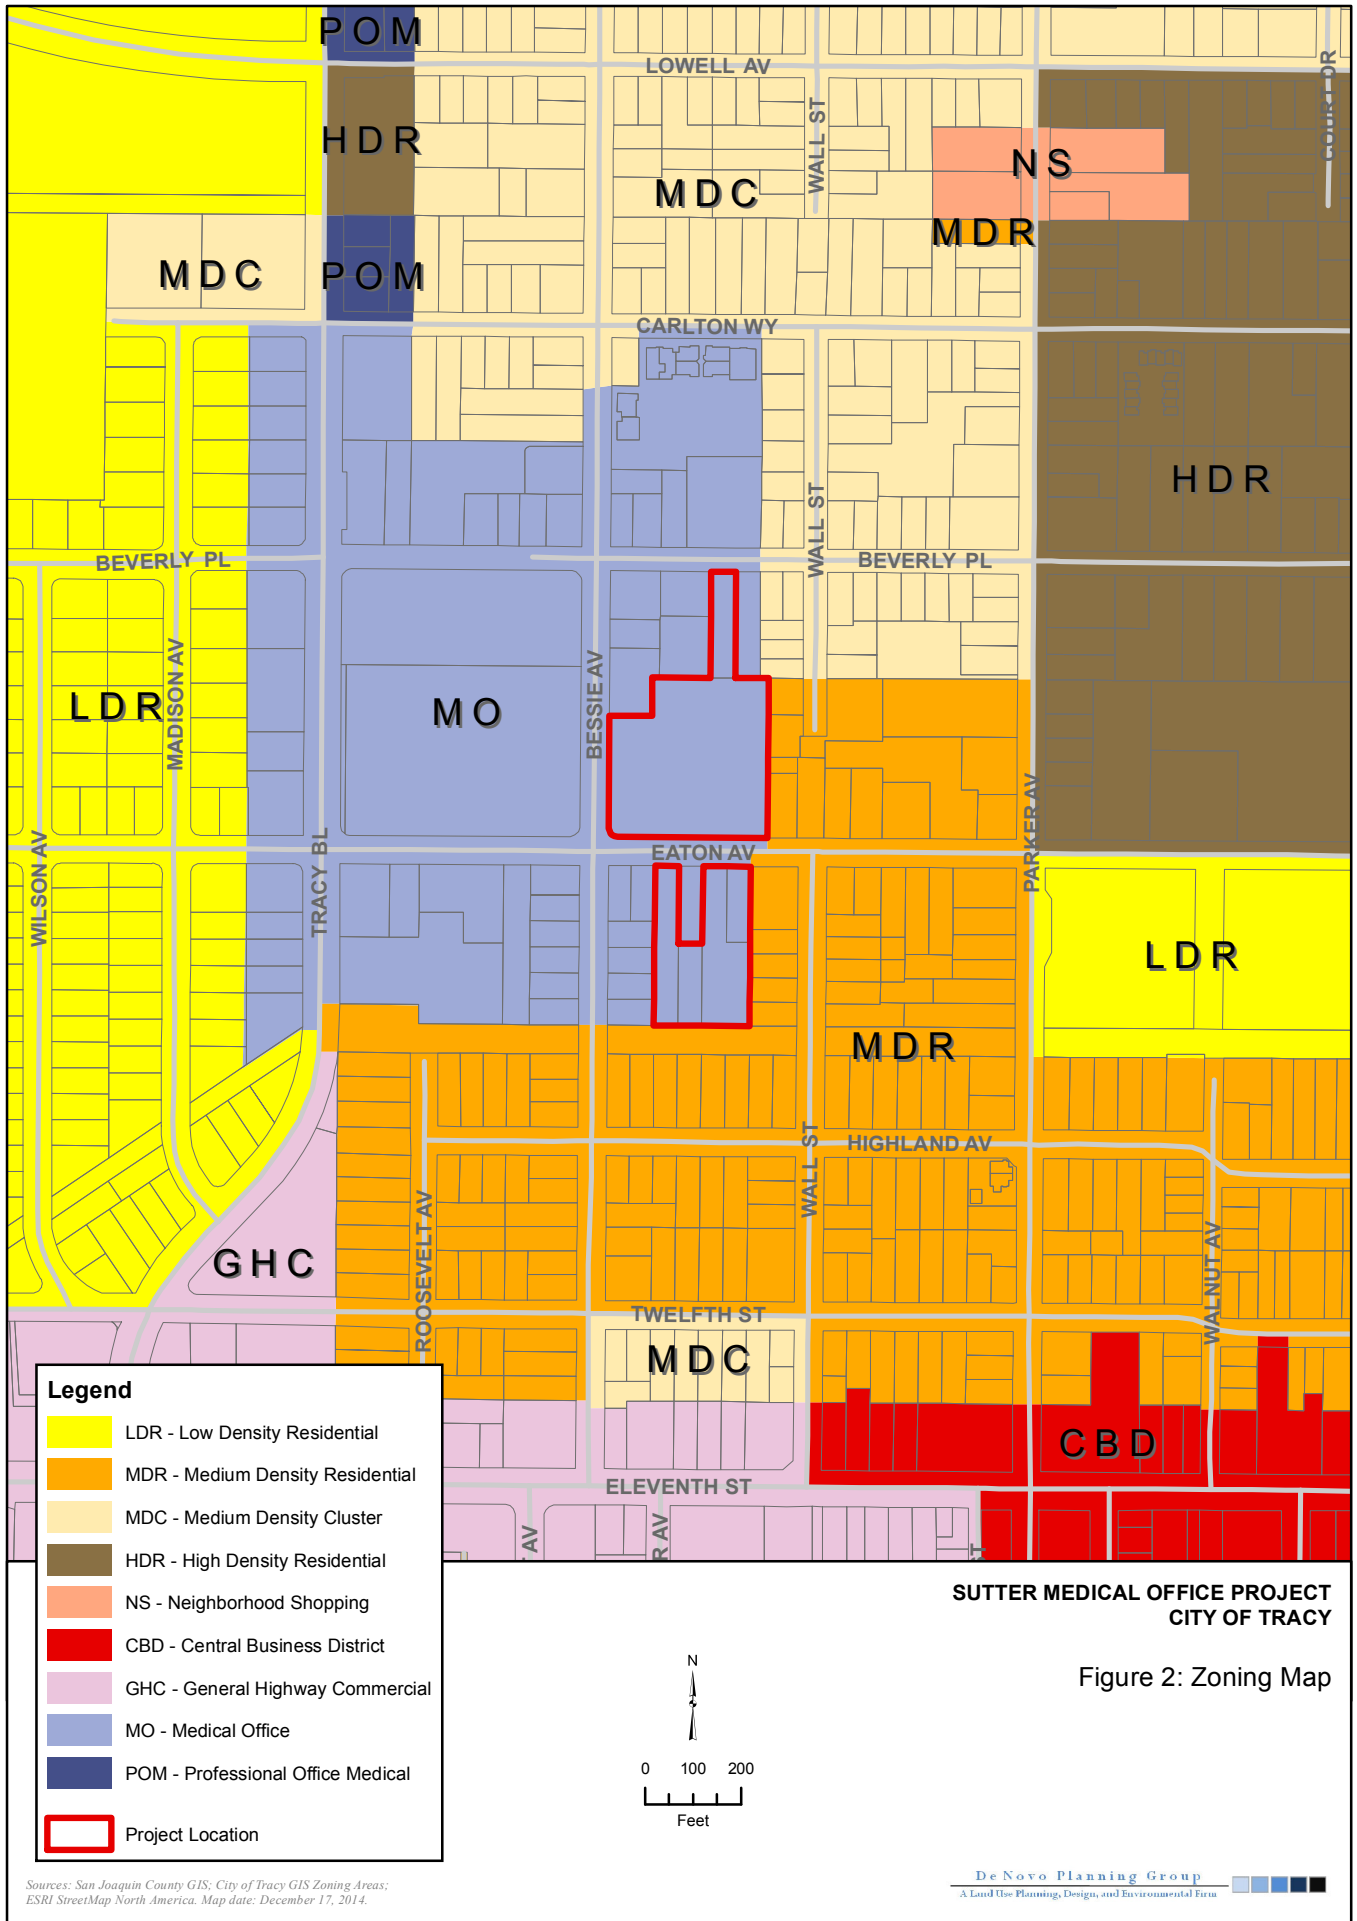 POM
LOWELL AV
COURT DR
HDR
WALL ST
NS
MDC
MDR
MDC
POM
CARLTON WY
HDR
WALL ST
BEVERLY PL
BEVERLY PL
LDR
MADISON AV
MO
BESSIE AV
PARKER AV
WILSON AV
TRACY BL
EATON AV
LDR
MDR
HIGHLAND AV
WALL ST
ROOSEVELT AV
WALNUT AV
GHC
TWELFTH ST
MDC
CBD
ELEVENTH ST
AV
R AV
ST
Legend
LDR - Low Density Residential
MDR - Medium Density Residential
MDC - Medium Density Cluster
HDR - High Density Residential
NS - Neighborhood Shopping
CBD - Central Business District
GHC - General Highway Commercial
MO - Medical Office
POM - Professional Office Medical
Project Location
SUTTER MEDICAL OFFICE PROJECT
CITY OF TRACY
Figure 2: Zoning Map
N
0 100 200
Feet
Sources: San Joaquin County GIS; City of Tracy GIS Zoning Areas;
ESRI StreetMap North America. Map date: December 17, 2014.
De Novo Planning Group
A Land Use Planning, Design, and Environmental Firm